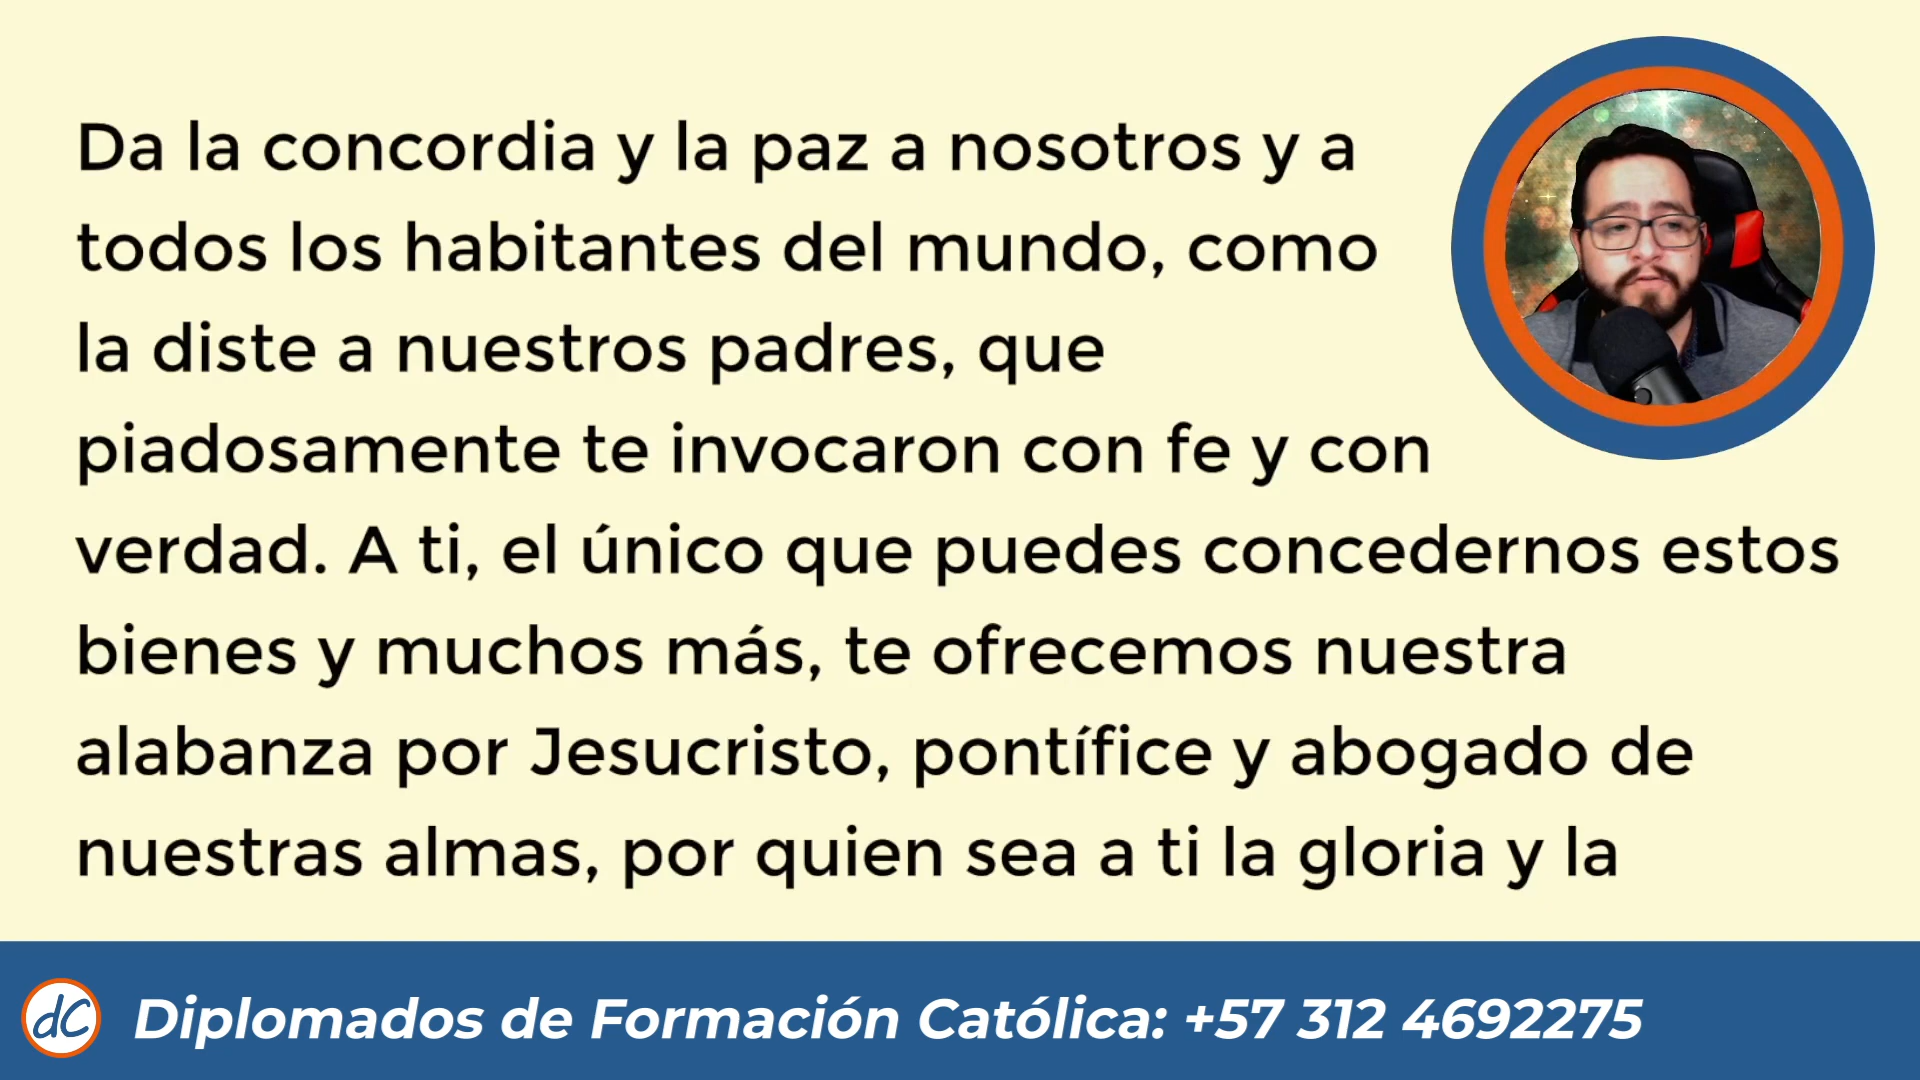 Da la concordia y la paz a nosotros y a
todos los habitantes del mundo, como
la diste a nuestros padres, que
piadosamente te invocaron con fe y con
verdad. A ti, el único que puedes concedernos estos
bienes y muchos más, te ofrecemos nuestra
alabanza por Jesucristo, pontífice y abogado de
nuestras almas, por quien sea a ti la gloria y la
dC
Diplomados de Formación Católica: +57 312 4692275